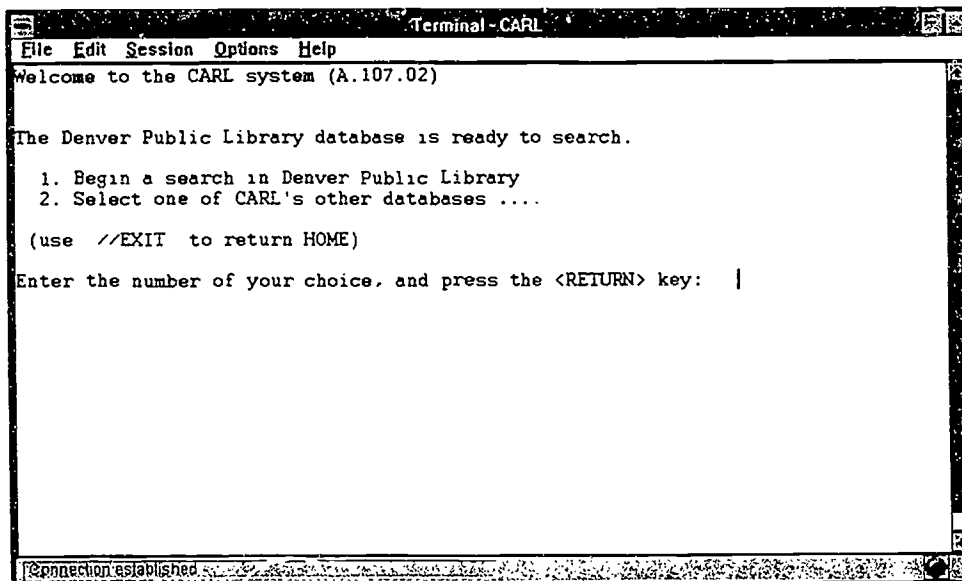 Terminal - CARL
File Edit Session Options Help
Welcome to the CARL system (A.107.02)
The Denver Public Library database is ready to search.
1. Begin a search in Denver Public Library
2. Select one of CARL's other databases ....
(use //EXIT to return HOME)
Enter the number of your choice, and press the <RETURN> key:
Connection established